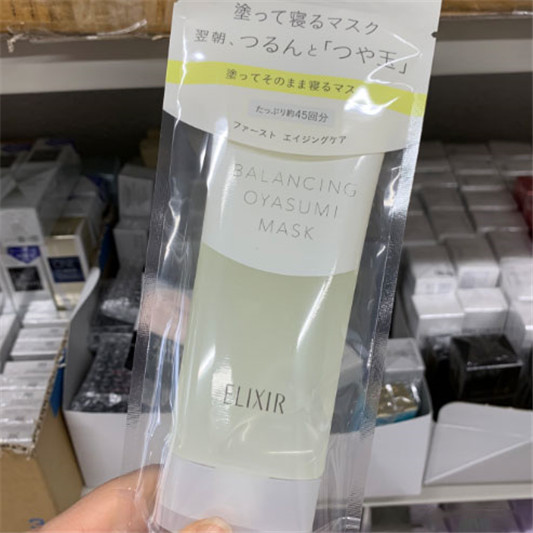 塗って寝るマスク
翌朝、つるんと「つや玉」
塗ってそのまま寝るマス
たっぷり約45回分
ファースト エイジングケア
BALANCING
OYASUMI
MASK
ELIXIR